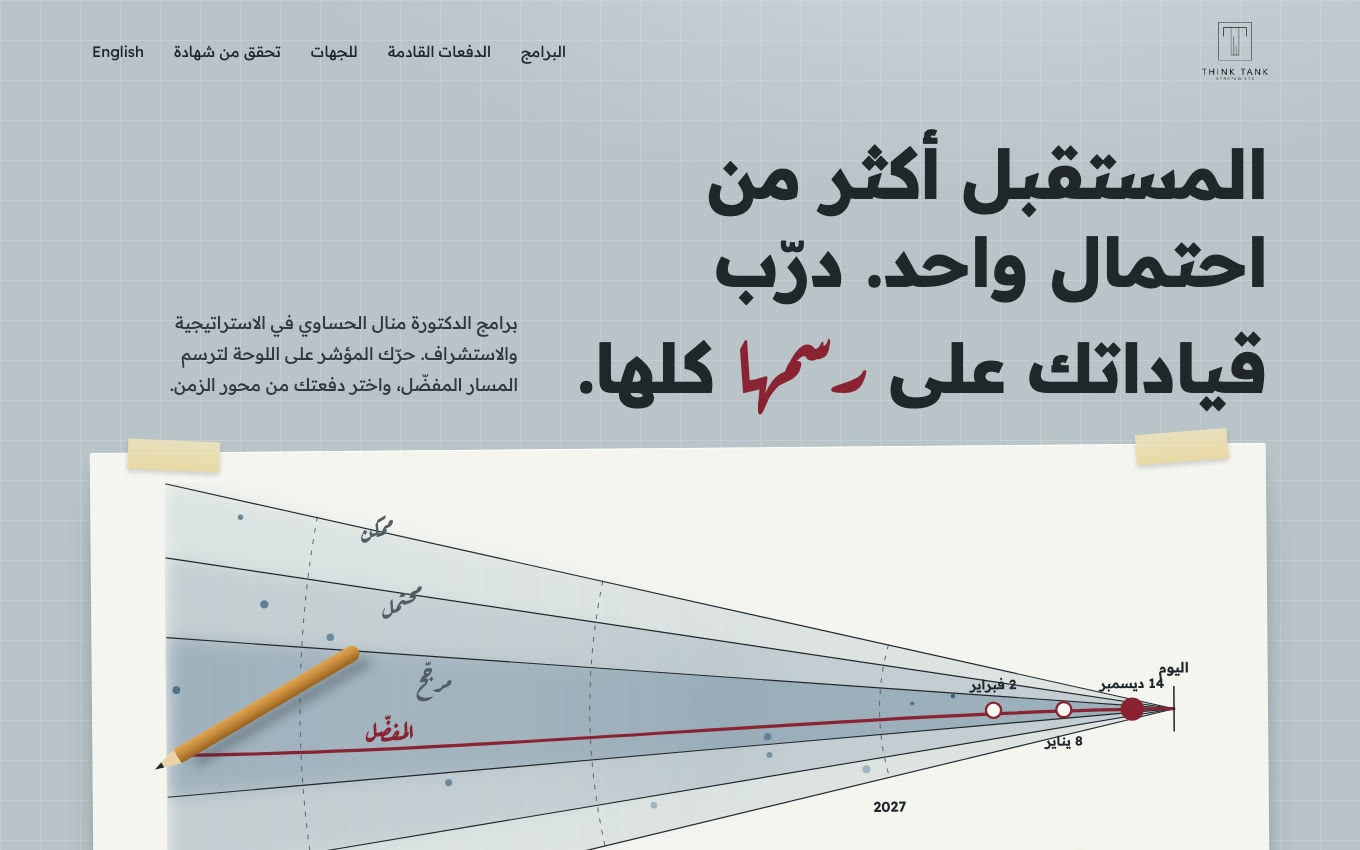 THINK TANK
البرامج
الدفعات القادمة
للجهات
تحقق من شهادة
English
المستقبل أكثر من
احتمال واحد. درّب
قياداتك على رسمها كلها.
برامج الدكتورة منال الحساوي في الاستراتيجية
والاستشراف. حرّك المؤشر على اللوحة لترسم
المسار المفضّل، واختر دفعتك من محور الزمن.
ممكن
محتمل
مرجّح
المفضّل
اليوم
14 ديسمبر
2 فبراير
8 يناير
2027